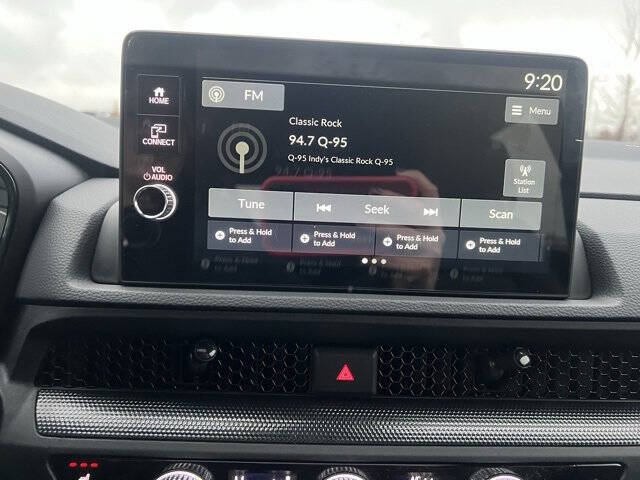 9:20
HOME
FM
Menu
Classic Rock
94.7 Q-95
Q-95 Indy's Classic Rock Q-95
CONNECT
VOL
AUDIO
Station
List
Tune
Seek
Scan
Press & Hold
to Add
Press & Hold
to Add
Press & Hold
to Add
Press & Hold
to Add